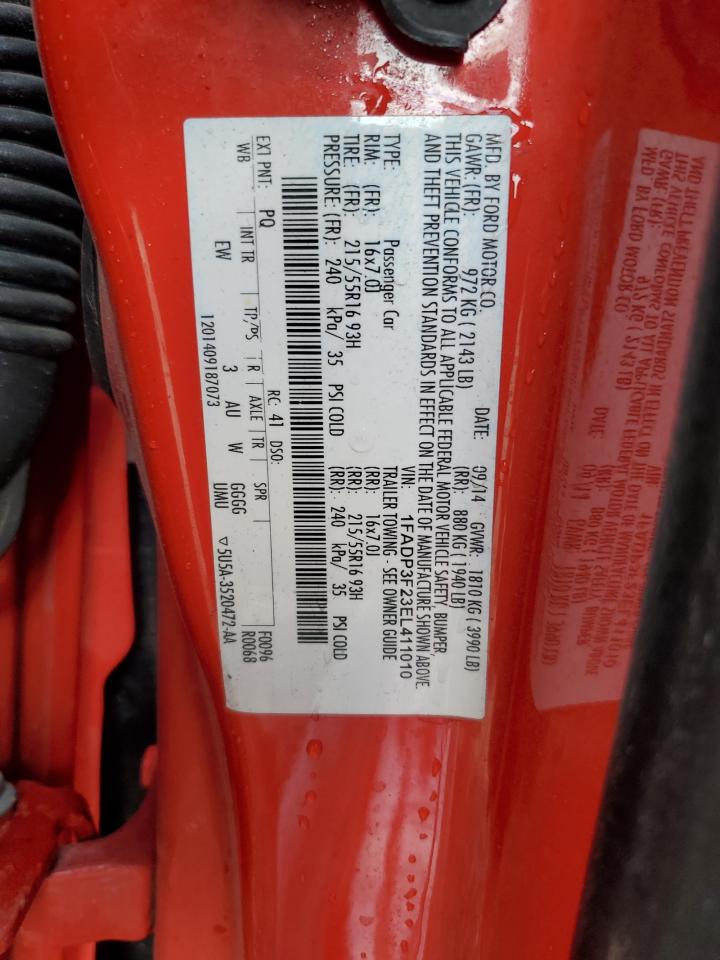 MFD. BY FORD MOTOR CO.
DATE: 09/14 GVWR: 1810 KG ( 3990 LB)
GAWR: (FR): 972 KG ( 2143 LB) (RR): 880 KG ( 1940 LB)
THIS VEHICLE CONFORMS TO ALL APPLICABLE FEDERAL MOTOR VEHICLE SAFETY, BUMPER,
AND THEFT PREVENTION STANDARDS IN EFFECT ON THE DATE OF MANUFACTURE SHOWN ABOVE.
VIN: 1FADP3F23EL411010
TYPE: Passenger Car TRAILER TOWING - SEE OWNER GUIDE
RIM: (FR): 16x7.0J (RR): 16x7.0J
TIRE: (FR): 215/55R16 93H (RR): 215/55R16 93H
PRESSURE: (FR): 240 kPa/ 35 PSI COLD (RR): 240 kPa/ 35 PSI COLD
RC: 41 DSO: F0096
EXT PNT: PQ R0068
WB INT TR TP/PS R AXLE TR SPR
EW 3 AU W GGGG UMU
1201409187073 ▽5U5A-3520472-AA